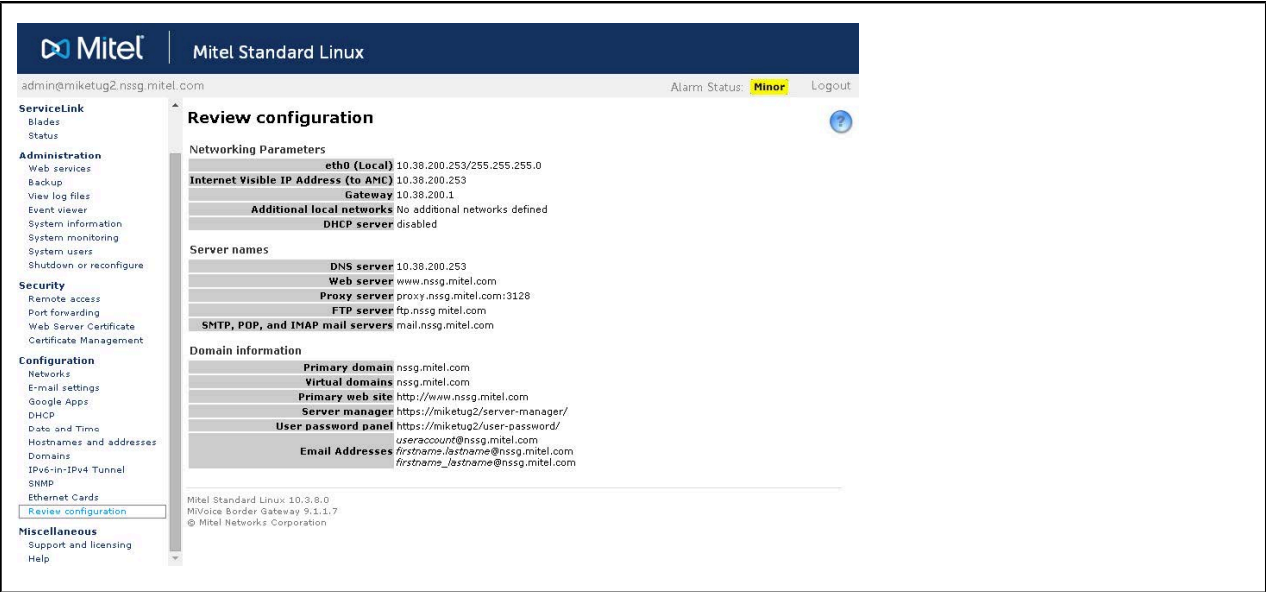 Mitel | Mitel Standard Linux
admin@miketug2.nssg.mitel.com
Alarm Status: Minor Logout
ServiceLink
Blades
Status
Administration
Web services
Backup
View log files
Event viewer
System information
System monitoring
System users
Shutdown or reconfigure
Security
Remote access
Port forwarding
Web Server Certificate
Certificate Management
Configuration
Networks
E-mail settings
Google Apps
DHCP
Date and Time
Hostnames and addresses
Domains
IPv6-in-IPv4 Tunnel
SNMP
Ethernet Cards
Review configuration
Miscellaneous
Support and licensing
Help
Review configuration
?
Networking Parameters
eth0 (Local) 10.38.200.253/255.255.255.0
Internet Visible IP Address (to AMC) 10.38.200.253
Gateway 10.38.200.1
Additional local networks No additional networks defined
DHCP server disabled
Server names
DNS server 10.38.200.253
Web server www.nssg.mitel.com
Proxy server proxy.nssg.mitel.com:3128
FTP server ftp.nssg mitel.com
SMTP, POP, and IMAP mail servers mail.nssg.mitel.com
Domain information
Primary domain nssg.mitel.com
Virtual domains nssg.mitel.com
Primary web site http://www.nssg.mitel.com
Server manager https://miketug2/server-manager/
User password panel https://miketug2/user-password/
Email Addresses useraccount@nssg.mitel.com
firstname.lastname@nssg.mitel.com
firstname_lastname@nssg.mitel.com
Mitel Standard Linux 10.3.8.0
MiVoice Border Gateway 9.1.1.7
© Mitel Networks Corporation